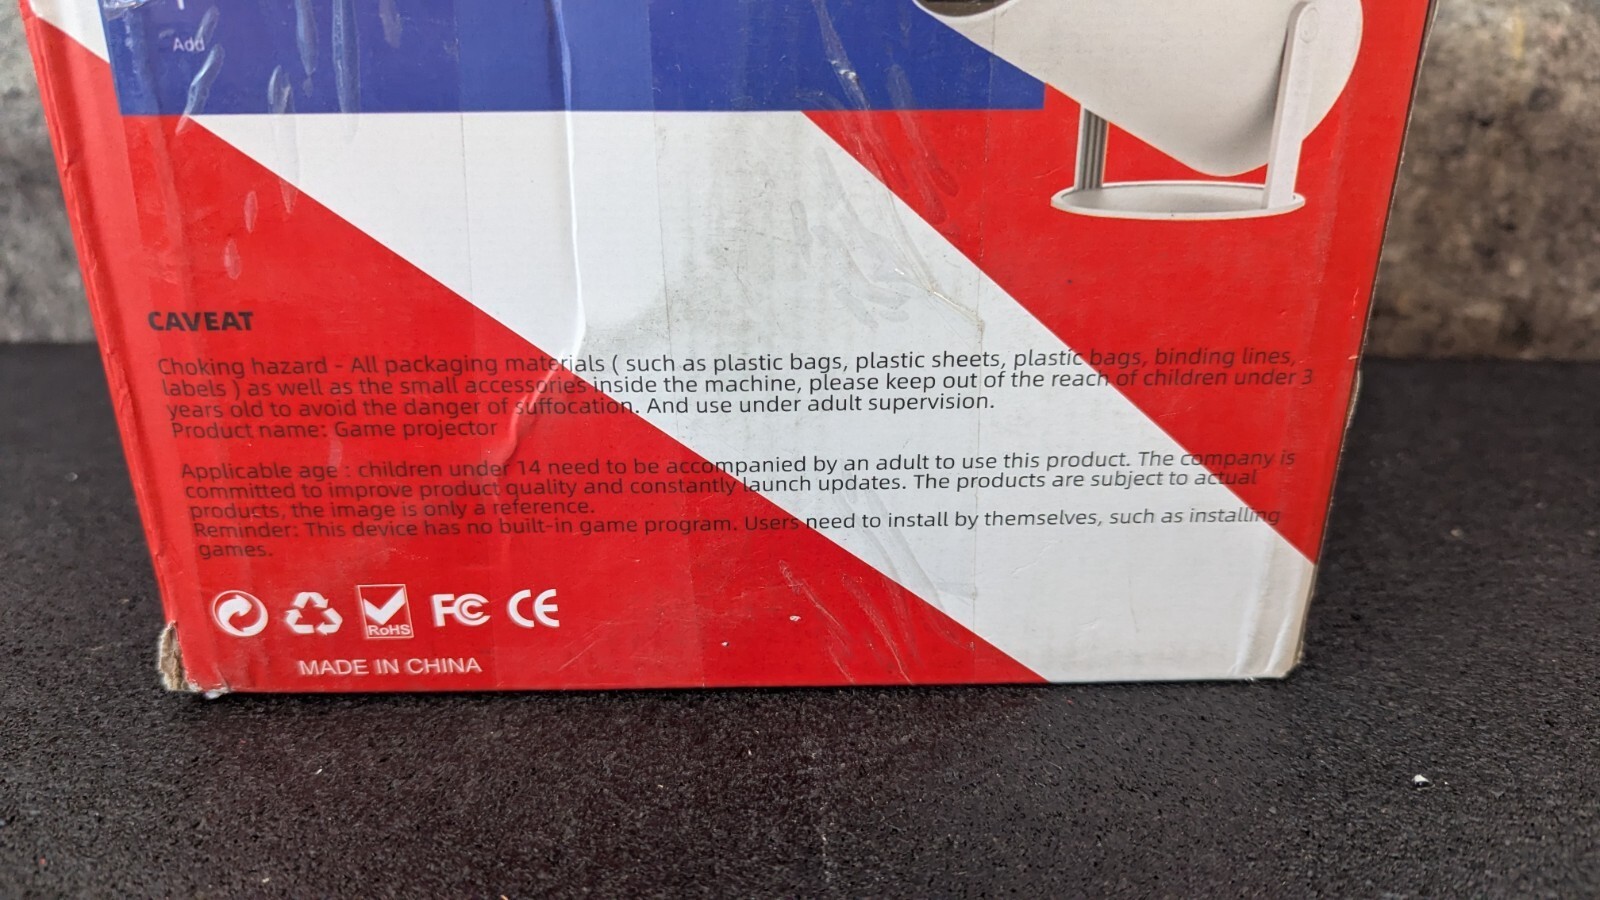 Add
CAVEAT
Choking hazard - All packaging materials ( such as plastic bags, plastic sheets, plastic bags, binding lines,
labels ) as well as the small accessories inside the machine, please keep out of the reach of children under 3
years old to avoid the danger of suffocation. And use under adult supervision.
Product name: Game projector
Applicable age : children under 14 need to be accompanied by an adult to use this product. The company is
committed to improve product quality and constantly launch updates. The products are subject to actual
products, the image is only a reference.
Reminder: This device has no built-in game program. Users need to install by themselves, such as installing
games.
RoHS FC CE
MADE IN CHINA